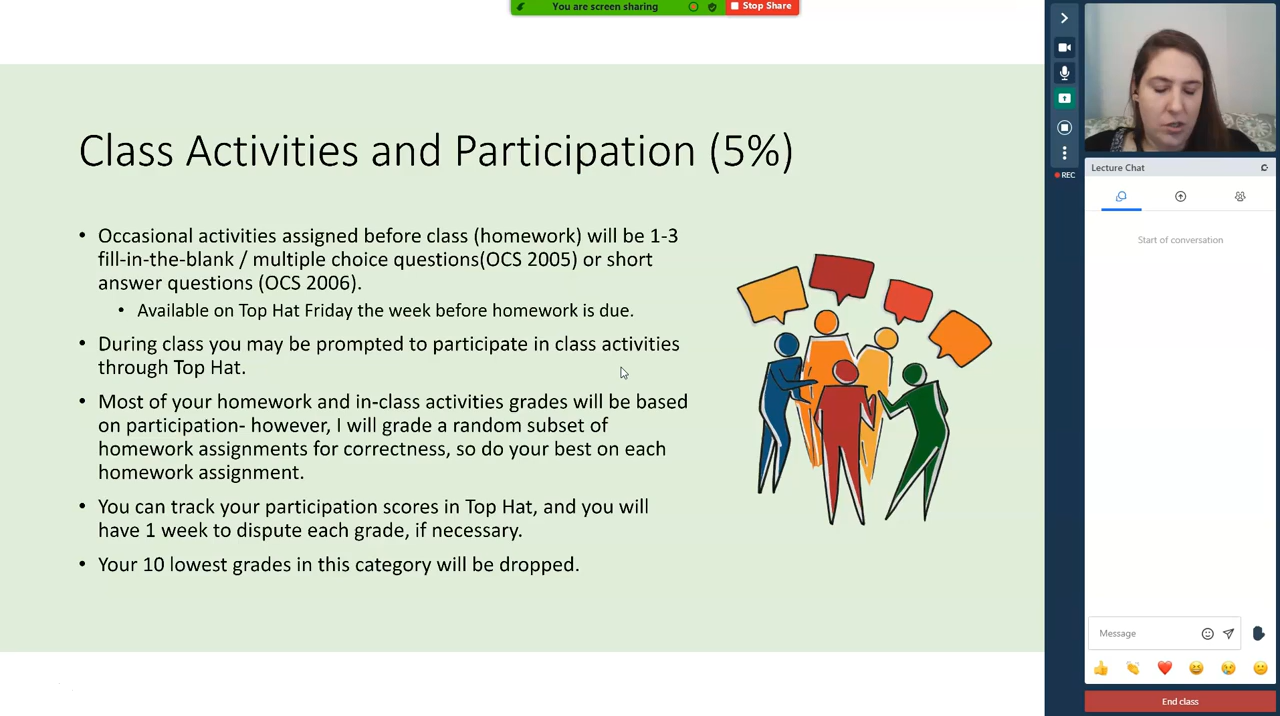 You are screen sharing
Stop Share
Class Activities and Participation (5%)
• Occasional activities assigned before class (homework) will be 1-3
fill-in-the-blank / multiple choice questions(OCS 2005) or short
answer questions (OCS 2006).
• Available on Top Hat Friday the week before homework is due.
• During class you may be prompted to participate in class activities
through Top Hat.
• Most of your homework and in-class activities grades will be based
on participation- however, I will grade a random subset of
homework assignments for correctness, so do your best on each
homework assignment.
• You can track your participation scores in Top Hat, and you will
have 1 week to dispute each grade, if necessary.
• Your 10 lowest grades in this category will be dropped.
REC
Lecture Chat
Start of conversation
Message
End class